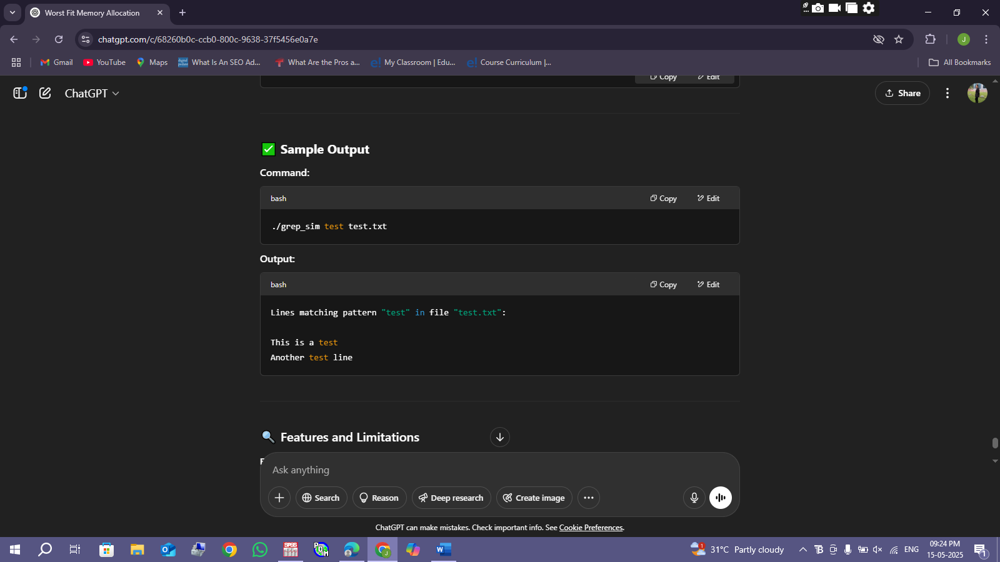 Worst Fit Memory Allocation
chatgpt.com/c/68260b0c-ccb0-800c-9638-37f5456e0a7e
J
Gmail
YouTube
Maps
What Is An SEO Ad...
What Are the Pros a...
My Classroom | Edu...
Course Curriculum |...
All Bookmarks
Copy
Edit
ChatGPT
Share
✅ Sample Output
Command:
bash
Copy
Edit
./grep_sim test test.txt
Output:
bash
Copy
Edit
Lines matching pattern "test" in file "test.txt":
This is a test
Another test line
🔍 Features and Limitations
Ask anything
Search
Reason
Deep research
Create image
ChatGPT can make mistakes. Check important info. See Cookie Preferences.
SPSS
1
31°C Partly cloudy
ENG
09:24 PM
15-05-2025
1